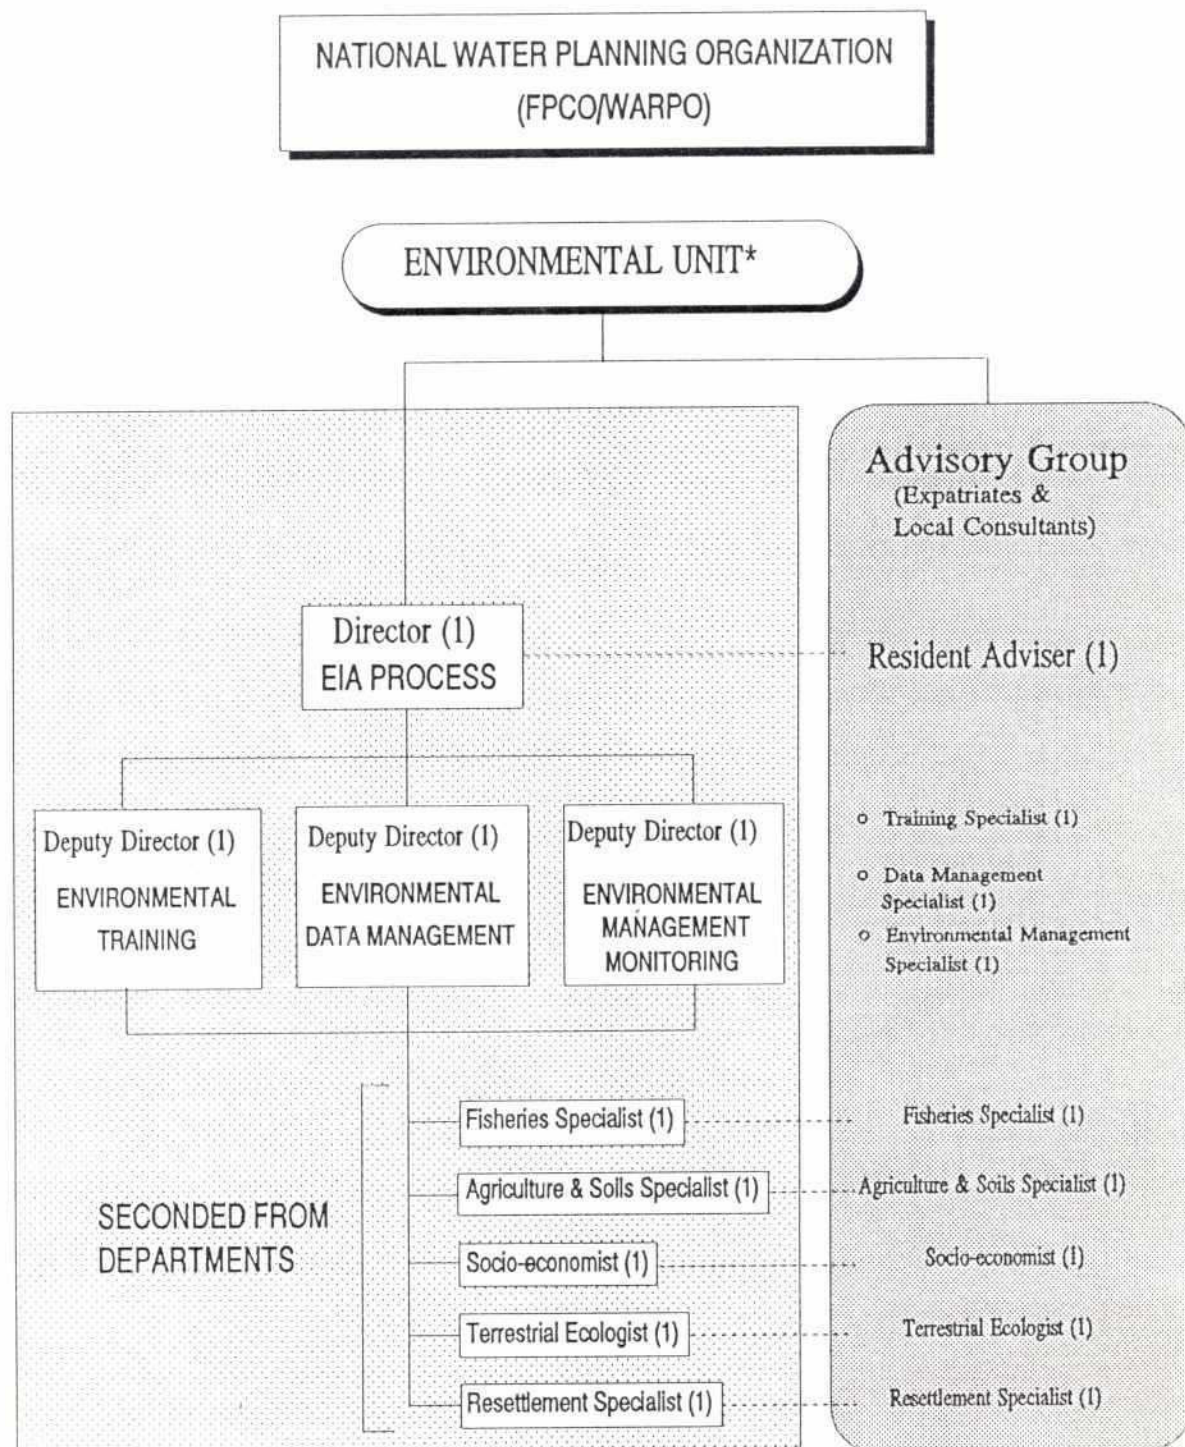 NATIONAL WATER PLANNING ORGANIZATION
(FPCO/WARPO)
ENVIRONMENTAL UNIT*
Advisory Group
(Expatriates &
Local Consultants)
Director (1)
EIA PROCESS
Resident Adviser (1)
Deputy Director (1)
ENVIRONMENTAL
TRAINING
Deputy Director (1)
ENVIRONMENTAL
DATA MANAGEMENT
Deputy Director (1)
ENVIRONMENTAL
MANAGEMENT
MONITORING
o Training Specialist (1)
o Data Management
Specialist (1)
o Environmental Management
Specialist (1)
SECONDED FROM
DEPARTMENTS
Fisheries Specialist (1)
Fisheries Specialist (1)
Agriculture & Soils Specialist (1)
Agriculture & Soils Specialist (1)
Socio-economist (1)
Socio-economist (1)
Terrestrial Ecologist (1)
Terrestrial Ecologist (1)
Resettlement Specialist (1)
Resettlement Specialist (1)